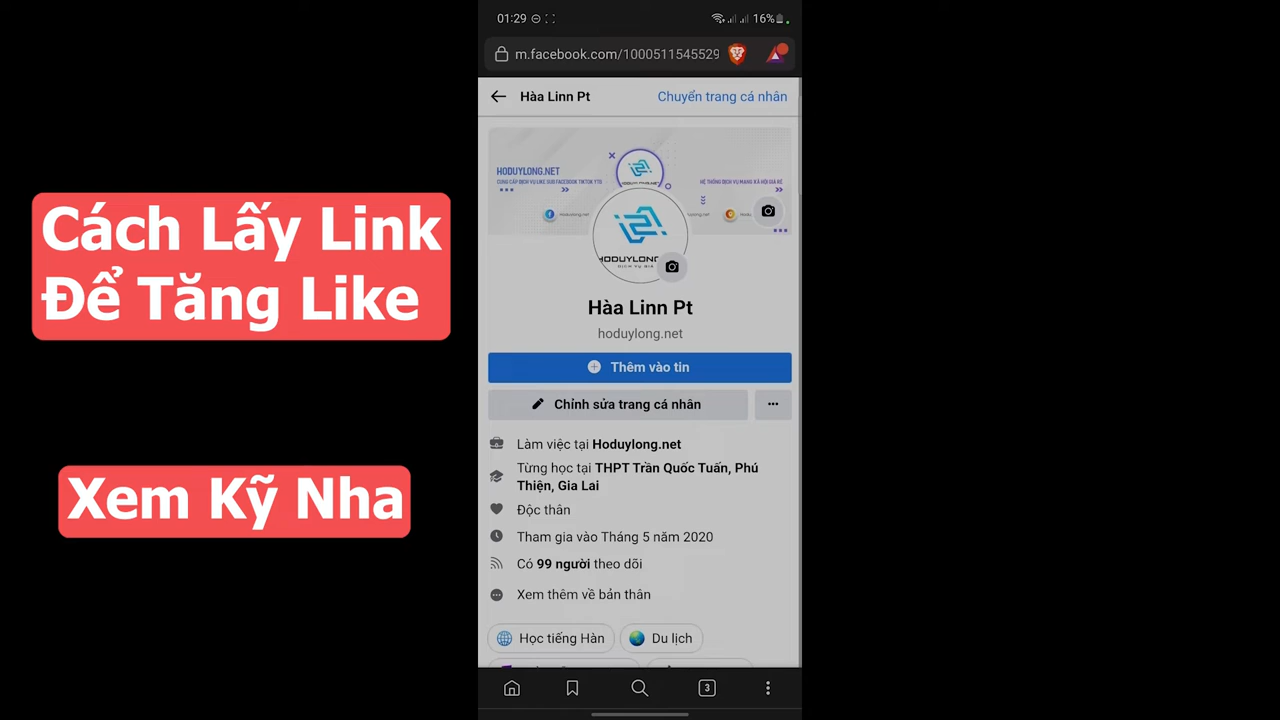 Cách Lấy Link
Để Tăng Like
Xem Kỹ Nha
01:29
16%
m.facebook.com/1000511545529
Hàa Linn Pt
Chuyển trang cá nhân
HODUYLONG.NET
CUNG CẤP DỊCH VỤ LIKE SUB FACEBOOK TIKTOK YTB
HỆ THỐNG DỊCH VỤ MẠNG XÃ HỘI GIÁ RẺ
Hàa Linn Pt
hoduylong.net
Thêm vào tin
Chỉnh sửa trang cá nhân
Làm việc tại Hoduylong.net
Từng học tại THPT Trần Quốc Tuấn, Phú
Thiện, Gia Lai
Độc thân
Tham gia vào Tháng 5 năm 2020
Có 99 người theo dõi
Xem thêm về bản thân
Học tiếng Hàn
Du lịch
3